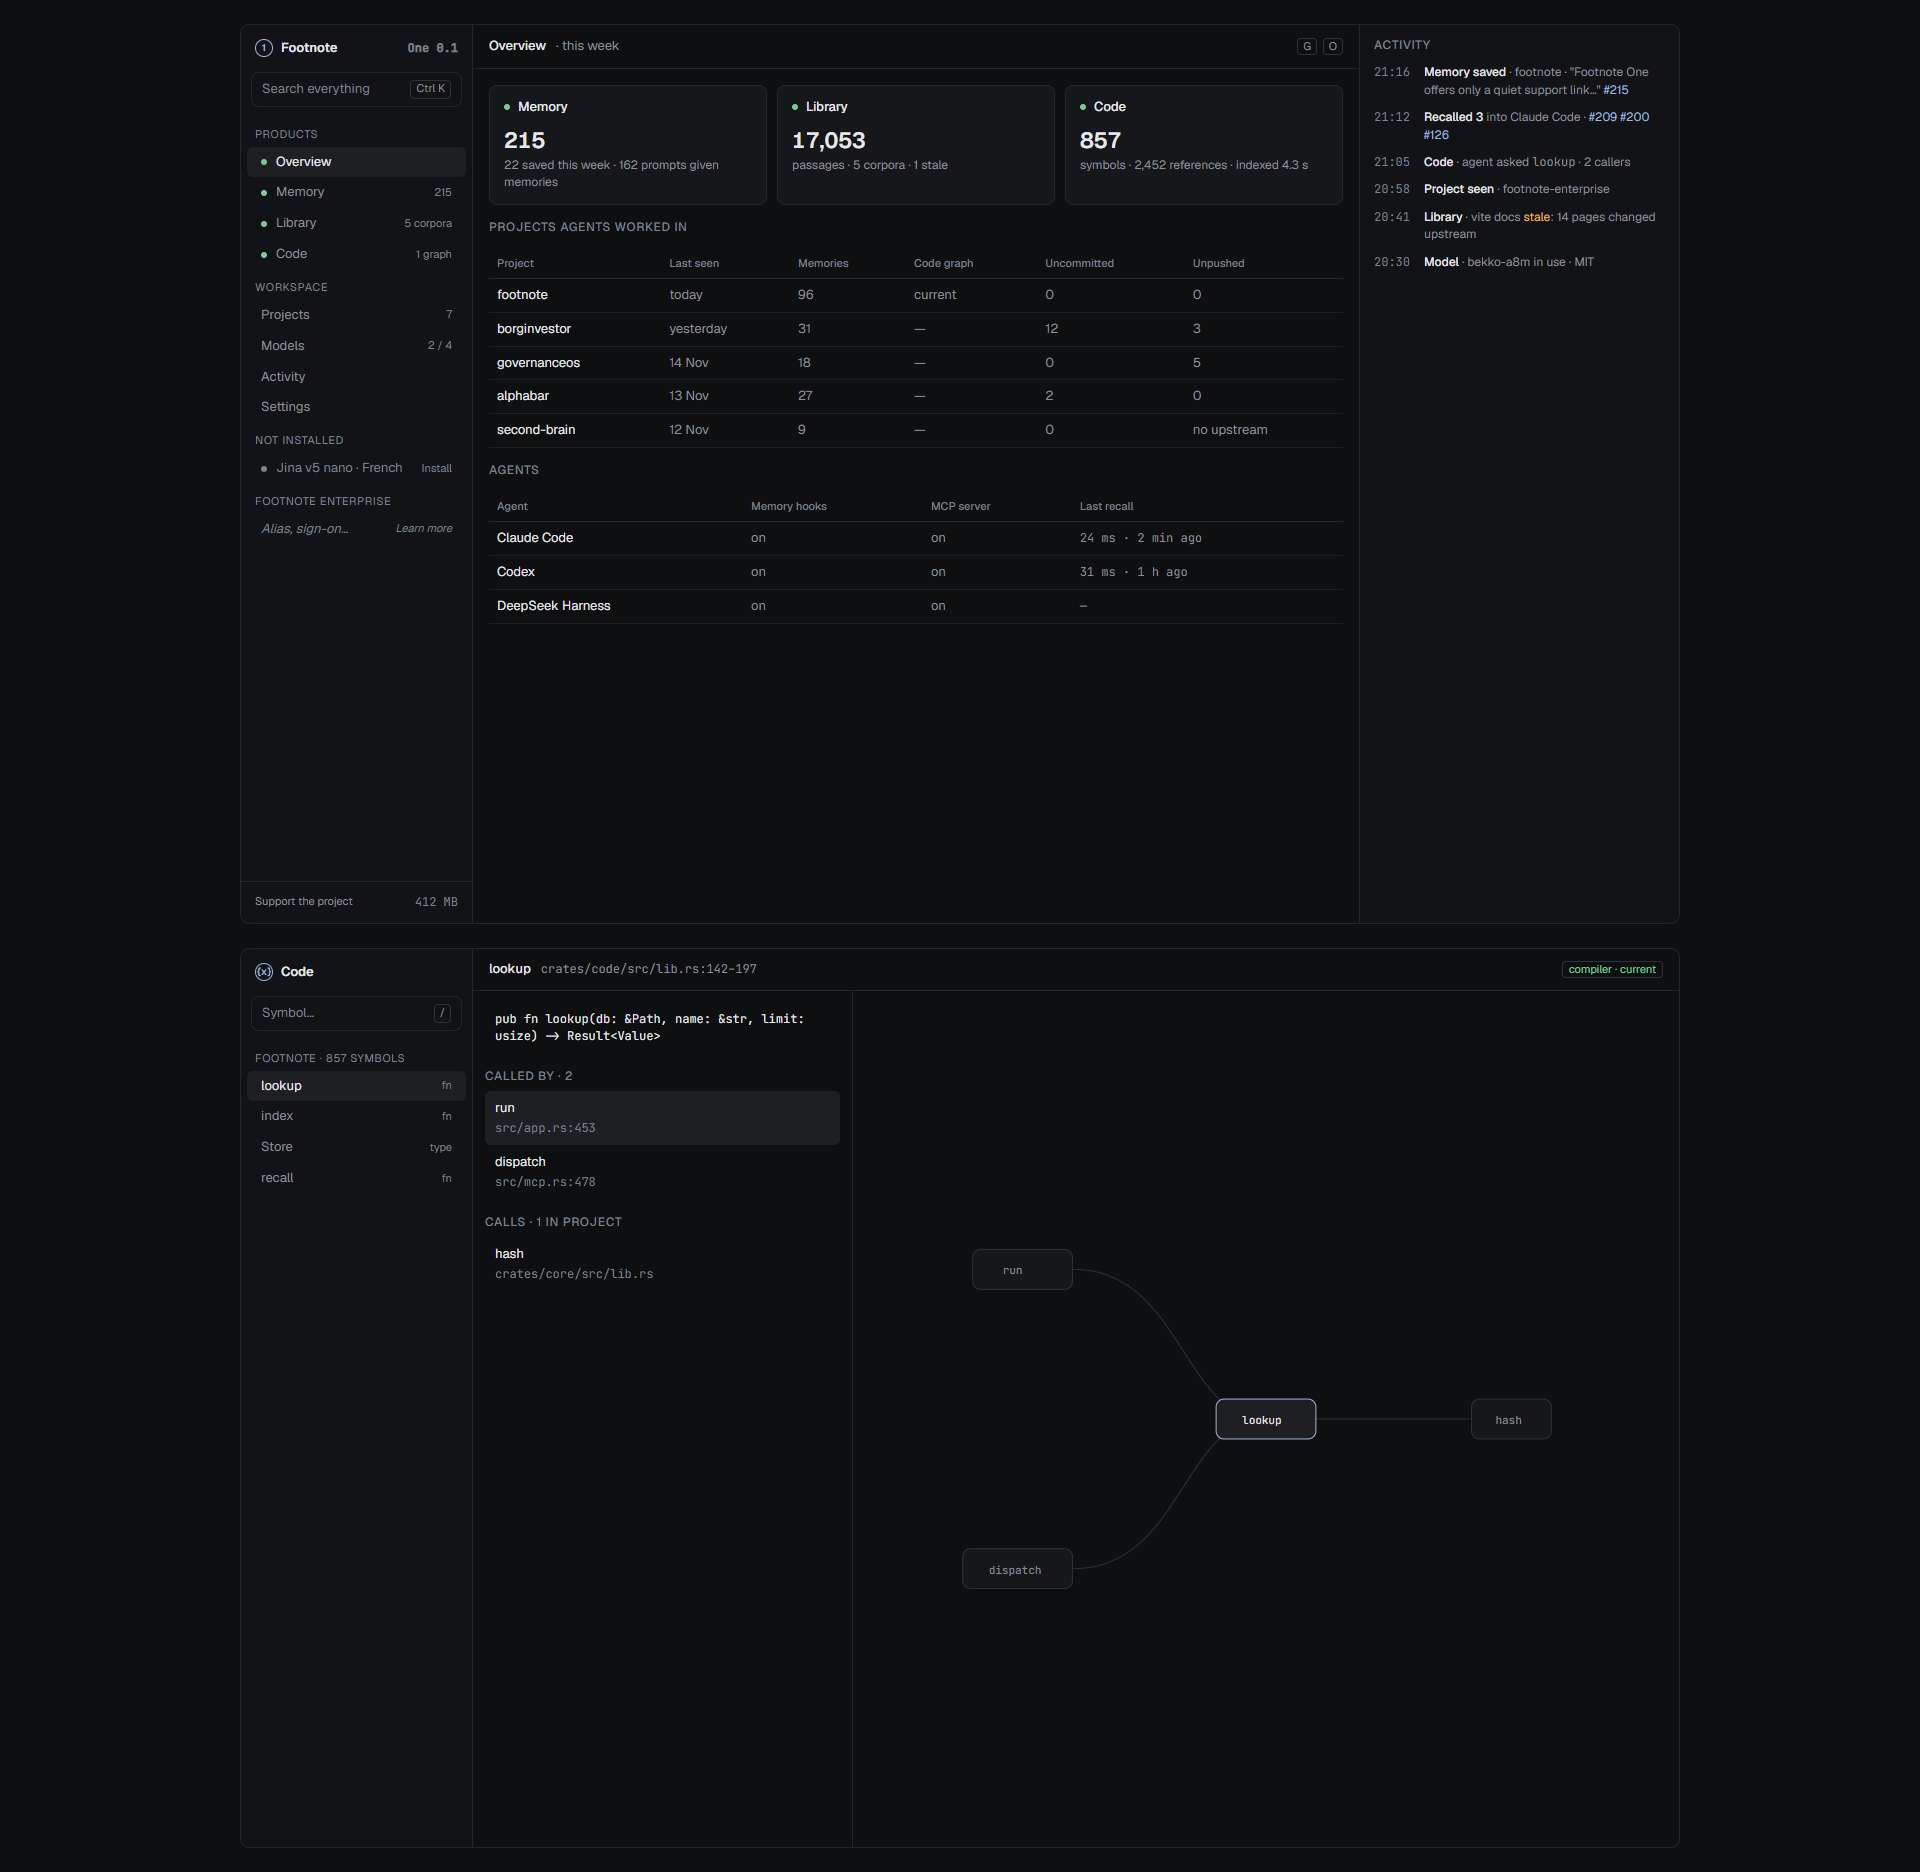 1 Footnote One 0.1
Search everything Ctrl K
PRODUCTS
Overview
Memory 215
Library 5 corpora
Code 1 graph
WORKSPACE
Projects 7
Models 2 / 4
Activity
Settings
NOT INSTALLED
Jina v5 nano · French Install
FOOTNOTE ENTERPRISE
Alias, sign-on… Learn more
Support the project 412 MB
Overview · this week G O
Memory
215
22 saved this week · 162 prompts given
memories
Library
17,053
passages · 5 corpora · 1 stale
Code
857
symbols · 2,452 references · indexed 4.3 s
PROJECTS AGENTS WORKED IN
Project Last seen Memories Code graph Uncommitted Unpushed
footnote today 96 current 0 0
borginvestor yesterday 31 — 12 3
governanceos 14 Nov 18 — 0 5
alphabar 13 Nov 27 — 2 0
second-brain 12 Nov 9 — 0 no upstream
AGENTS
Agent Memory hooks MCP server Last recall
Claude Code on on 24 ms · 2 min ago
Codex on on 31 ms · 1 h ago
DeepSeek Harness on on –
ACTIVITY
21:16 Memory saved · footnote · "Footnote One
offers only a quiet support link…" #215
21:12 Recalled 3 into Claude Code · #209 #200
#126
21:05 Code · agent asked lookup · 2 callers
20:58 Project seen · footnote-enterprise
20:41 Library · vite docs stale: 14 pages changed
upstream
20:30 Model · bekko-a8m in use · MIT
{x} Code
Symbol… /
FOOTNOTE · 857 SYMBOLS
lookup fn
index fn
Store type
recall fn
lookup crates/code/src/lib.rs:142–197 compiler · current
pub fn lookup(db: &Path, name: &str, limit:
usize) -> Result<Value>
CALLED BY · 2
run
src/app.rs:453
dispatch
src/mcp.rs:478
CALLS · 1 IN PROJECT
hash
crates/core/src/lib.rs
run
lookup
hash
dispatch